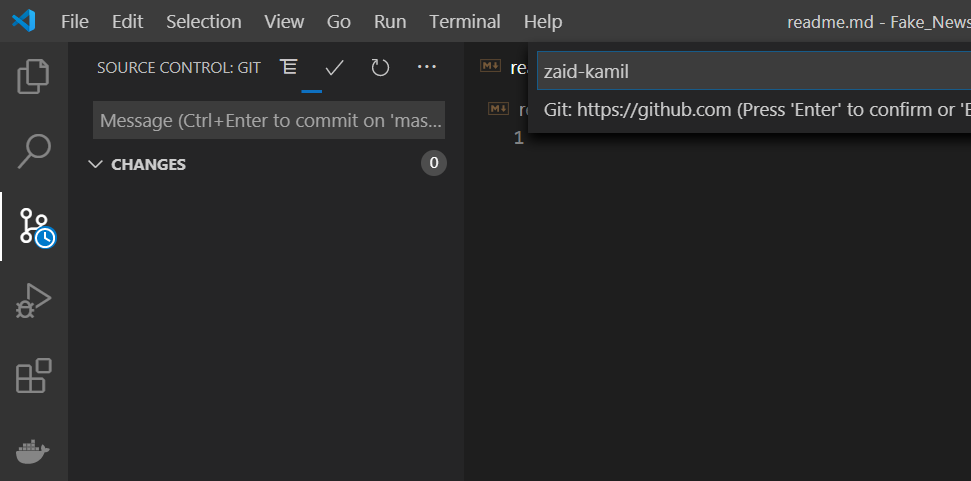 File Edit Selection View Go Run Terminal Help
readme.md - Fake_News
SOURCE CONTROL: GIT
Message (Ctrl+Enter to commit on 'mas...
CHANGES 0
re
zaid-kamil
Git: https://github.com (Press 'Enter' to confirm or 'E
re
1